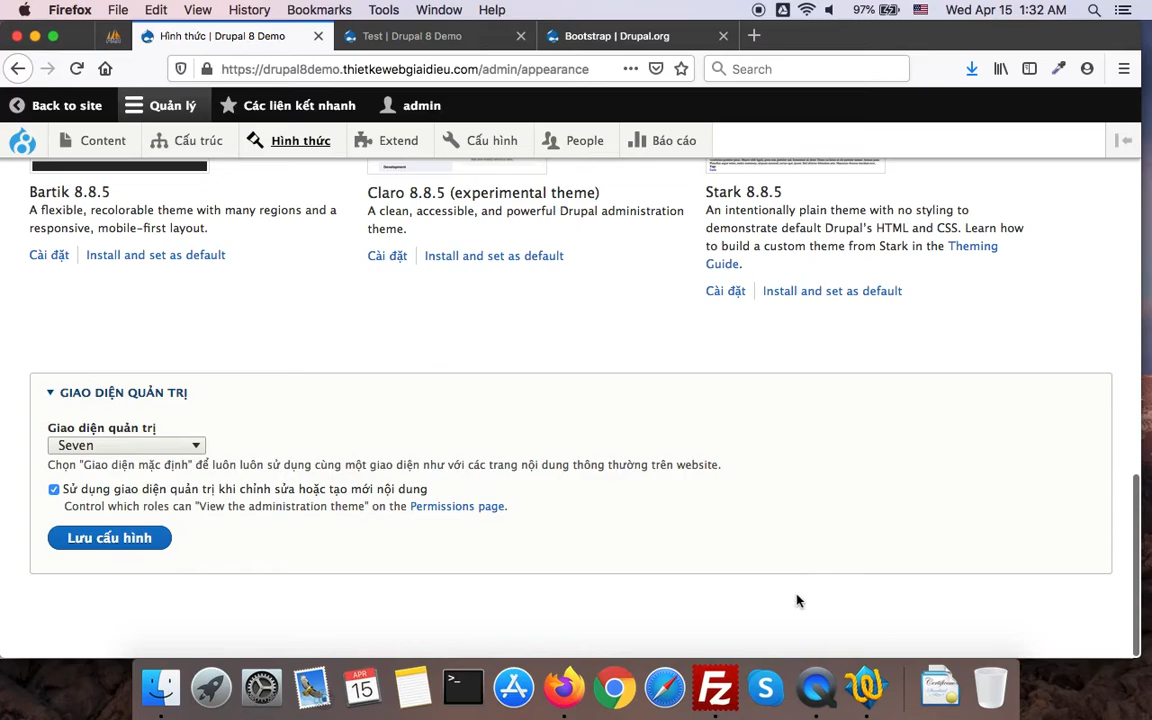 Firefox File Edit View History Bookmarks Tools Window Help 97% Wed Apr 15 1:32 AM
Hình thức | Drupal 8 Demo Test | Drupal 8 Demo Bootstrap | Drupal.org
https://drupal8demo.thietkewebgiaidieu.com/admin/appearance Search
Back to site Quản lý Các liên kết nhanh admin
Content Cấu trúc Hình thức Extend Cấu hình People Báo cáo
Development
Bartik 8.8.5
A flexible, recolorable theme with many regions and a
responsive, mobile-first layout.
Cài đặt Install and set as default
Claro 8.8.5 (experimental theme)
A clean, accessible, and powerful Drupal administration
theme.
Cài đặt Install and set as default
Stark 8.8.5
An intentionally plain theme with no styling to
demonstrate default Drupal's HTML and CSS. Learn how
to build a custom theme from Stark in the Theming
Guide.
Cài đặt Install and set as default
GIAO DIỆN QUẢN TRỊ
Giao diện quản trị
Seven
Chọn "Giao diện mặc định" để luôn luôn sử dụng cùng một giao diện như với các trang nội dung thông thường trên website.
Sử dụng giao diện quản trị khi chỉnh sửa hoặc tạo mới nội dung
Control which roles can "View the administration theme" on the Permissions page.
Lưu cấu hình
APR
15